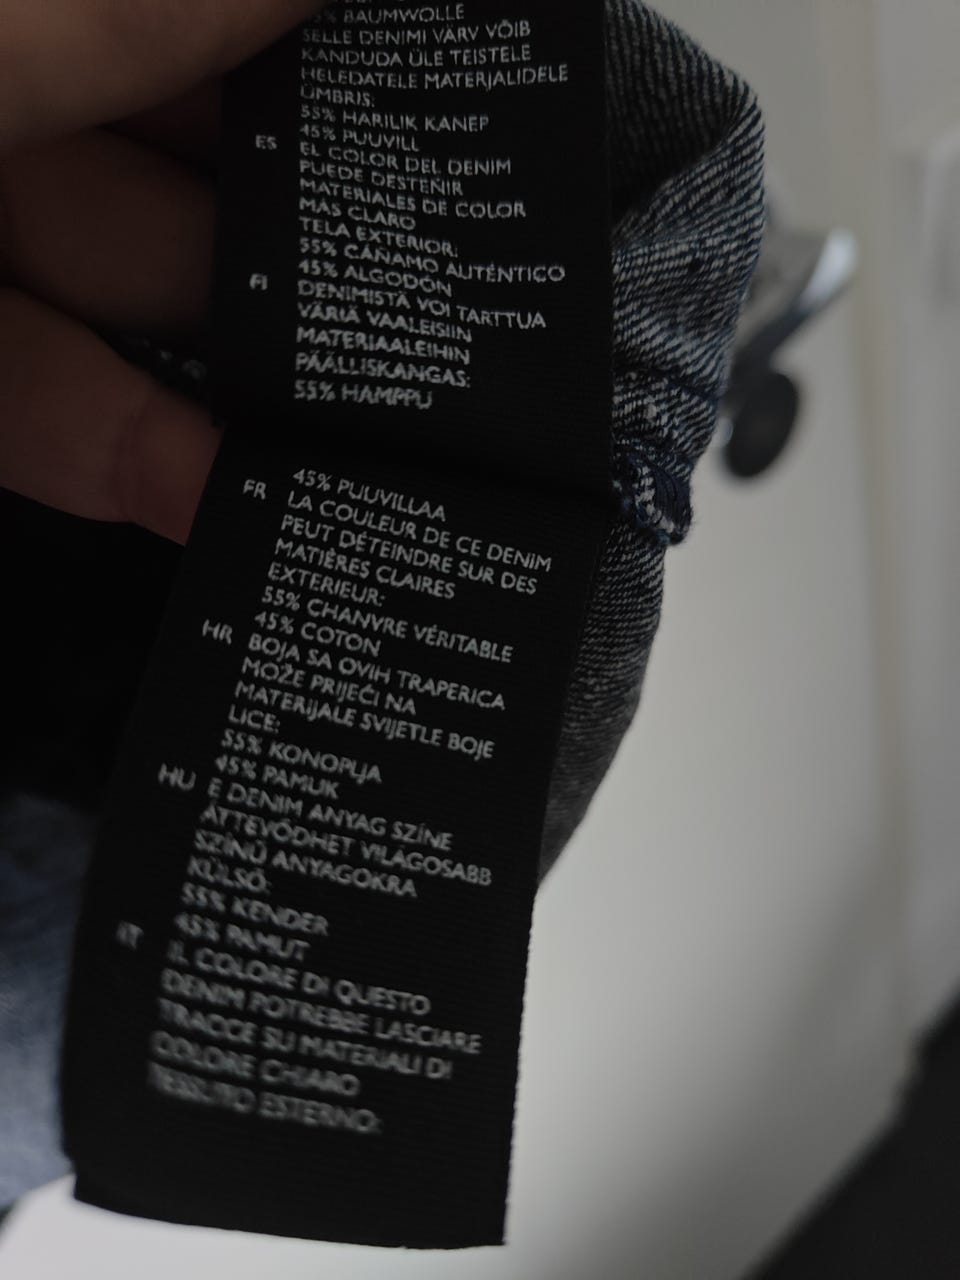 5% BAUMWOLLE
SELLE DENIMI VÄRV VÕIB
KANDUDA ÜLE TEISTELE
HELEDATELE MATERJALIDELE
ÜMBRIS:
55% HARILIK KANEP
45% PUUVILL
ES EL COLOR DEL DENIM
PUEDE DESTEÑIR
MATERIALES DE COLOR
MÁS CLARO
TELA EXTERIOR:
55% CÁÑAMO AUTÉNTICO
45% ALGODÓN
FI DENIMISTÄ VOI TARTTUA
VÄRIÄ VAALEISIIN
MATERIAALEIHIN
PÄÄLLISKANGAS:
55% HAMPPU
45% PUUVILLAA
FR LA COULEUR DE CE DENIM
PEUT DÉTEINDRE SUR DES
MATIÈRES CLAIRES
EXTERIEUR:
55% CHANVRE VÉRITABLE
45% COTON
HR BOJA SA OVIH TRAPERICA
MOŽE PRIJEĆI NA
MATERIJALE SVIJETLE BOJE
LICE:
55% KONOPLJA
45% PAMUK
HU E DENIM ANYAG SZÍNE
ÁTTEVŐDHET VILÁGOSABB
SZÍNŰ ANYAGOKRA
KÜLSŐ:
55% KENDER
45% PAMUT
IT IL COLORE DI QUESTO
DENIM POTREBBE LASCIARE
TRACCE SU MATERIALI DI
COLORE CHIARO
TESSUTO ESTERNO: